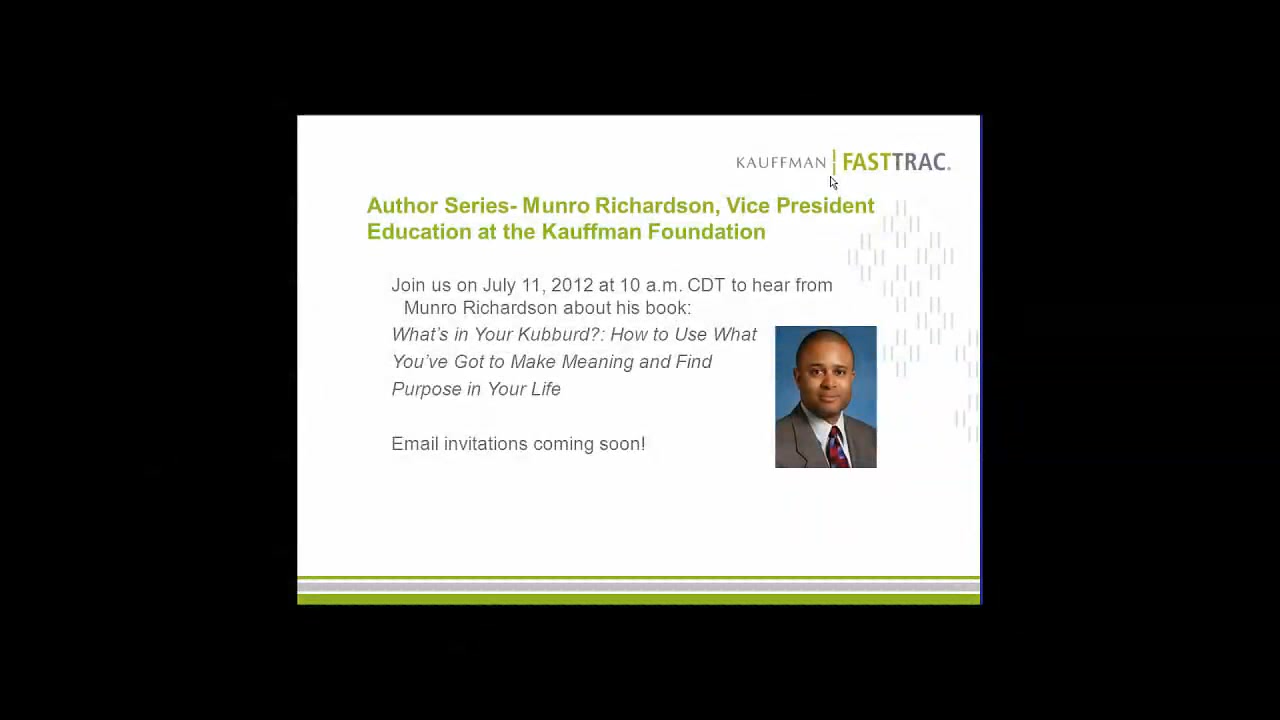 KAUFFMAN FASTTRAC.
Author Series- Munro Richardson, Vice President
Education at the Kauffman Foundation
Join us on July 11, 2012 at 10 a.m. CDT to hear from
Munro Richardson about his book:
What's in Your Kubburd?: How to Use What
You've Got to Make Meaning and Find
Purpose in Your Life
Email invitations coming soon!